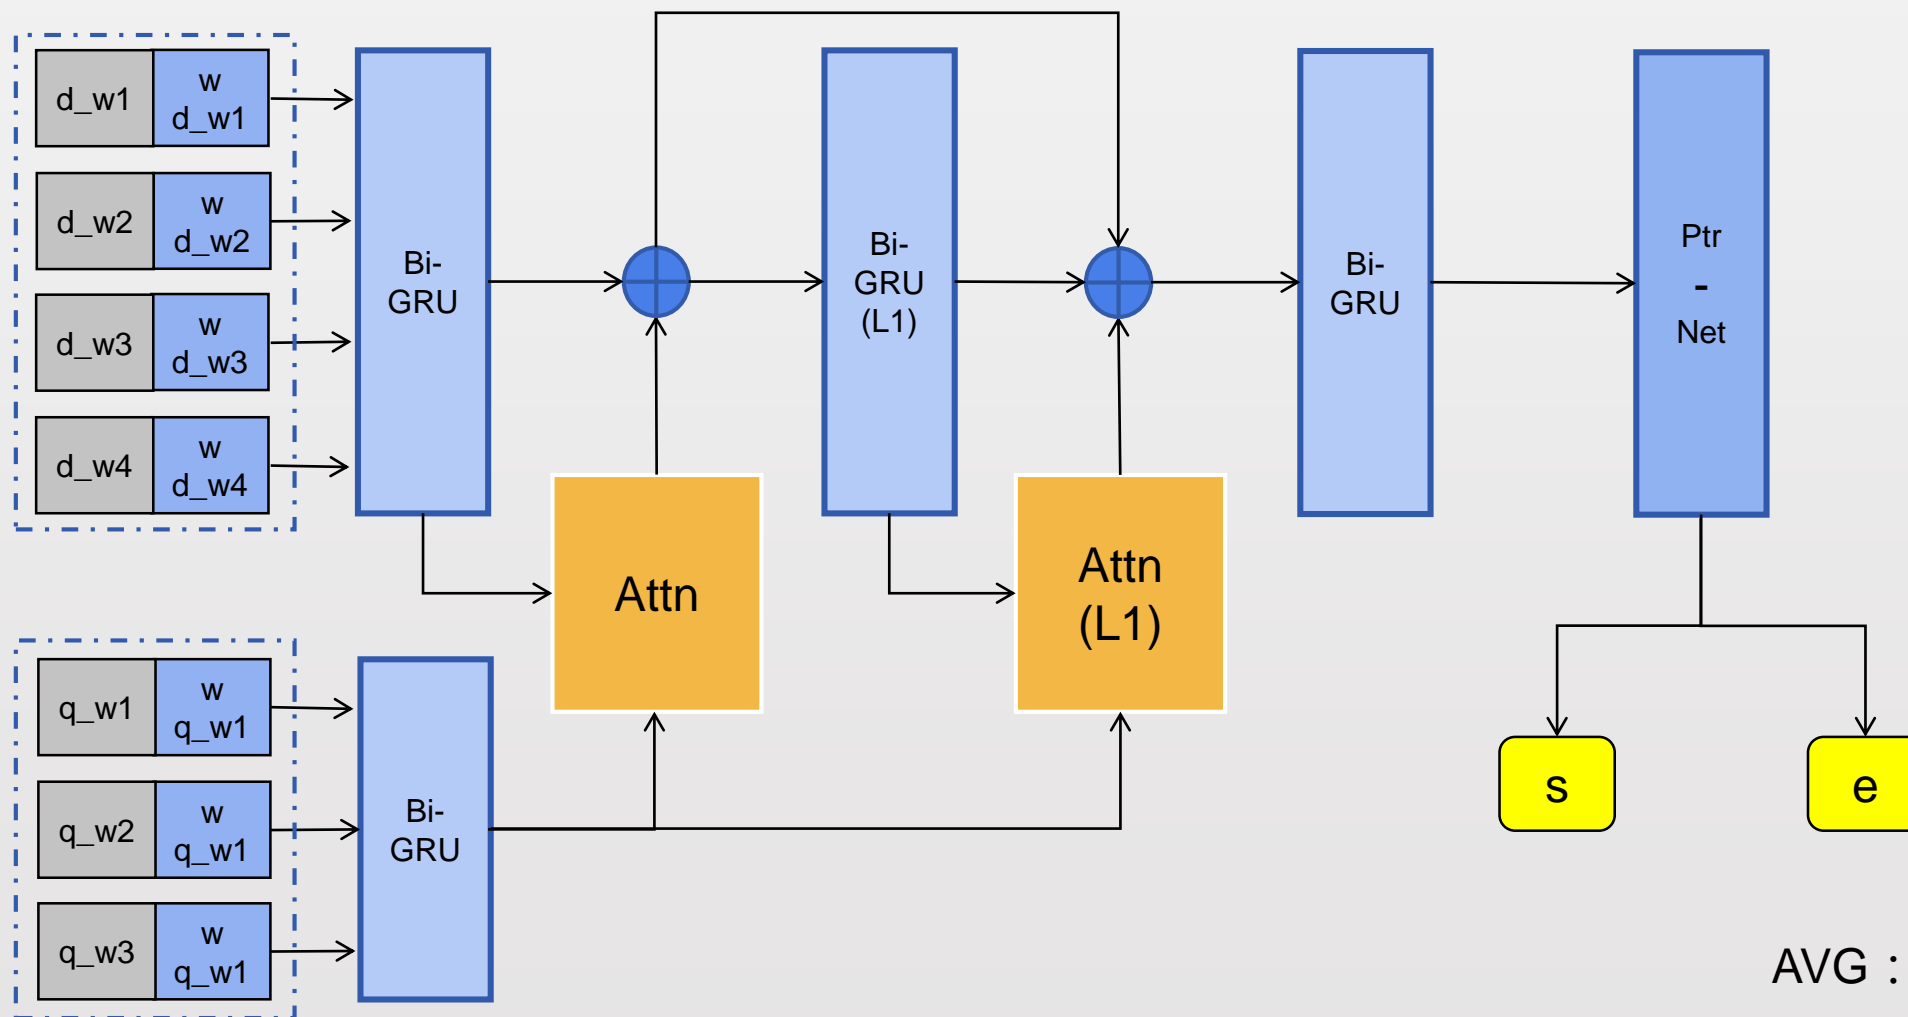 d_w1
w
d_w1
d_w2
w
d_w2
d_w3
w
d_w3
d_w4
w
d_w4
Bi-
GRU
Bi-
GRU
(L1)
Bi-
GRU
Ptr
-
Net
Attn
Attn
(L1)
q_w1
w
q_w1
q_w2
w
q_w1
q_w3
w
q_w1
Bi-
GRU
s
e
AVG :